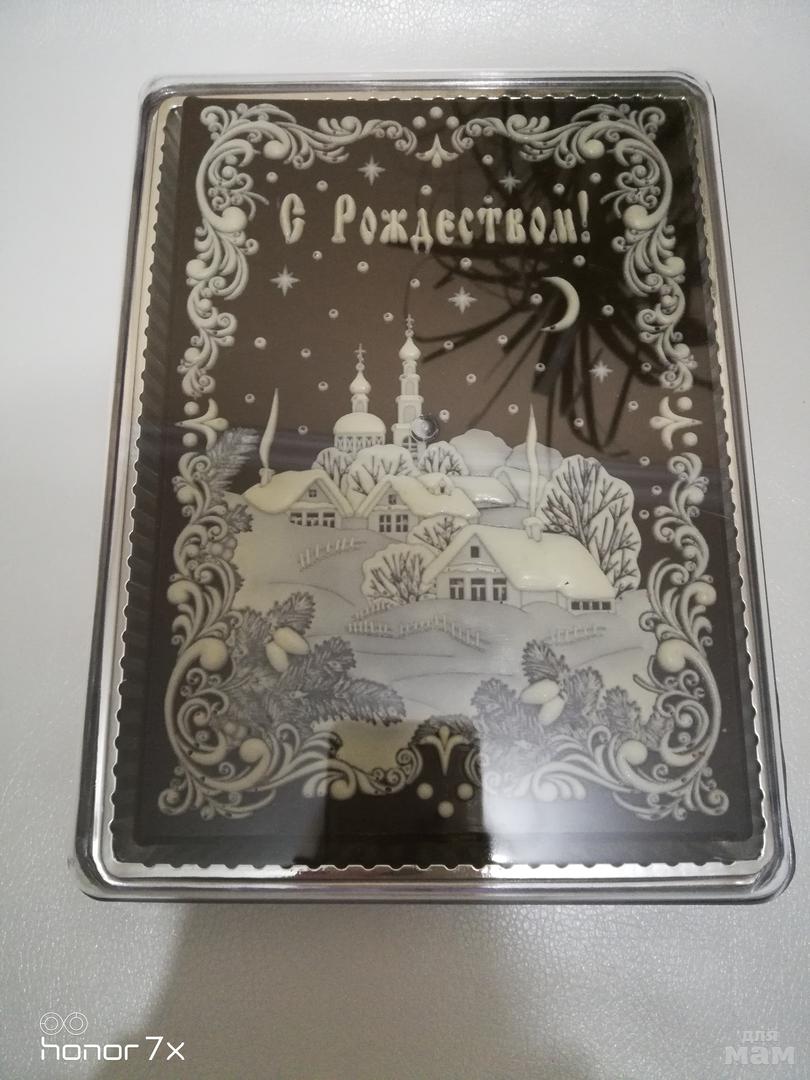 С Рождеством!
honor 7x
для
мам